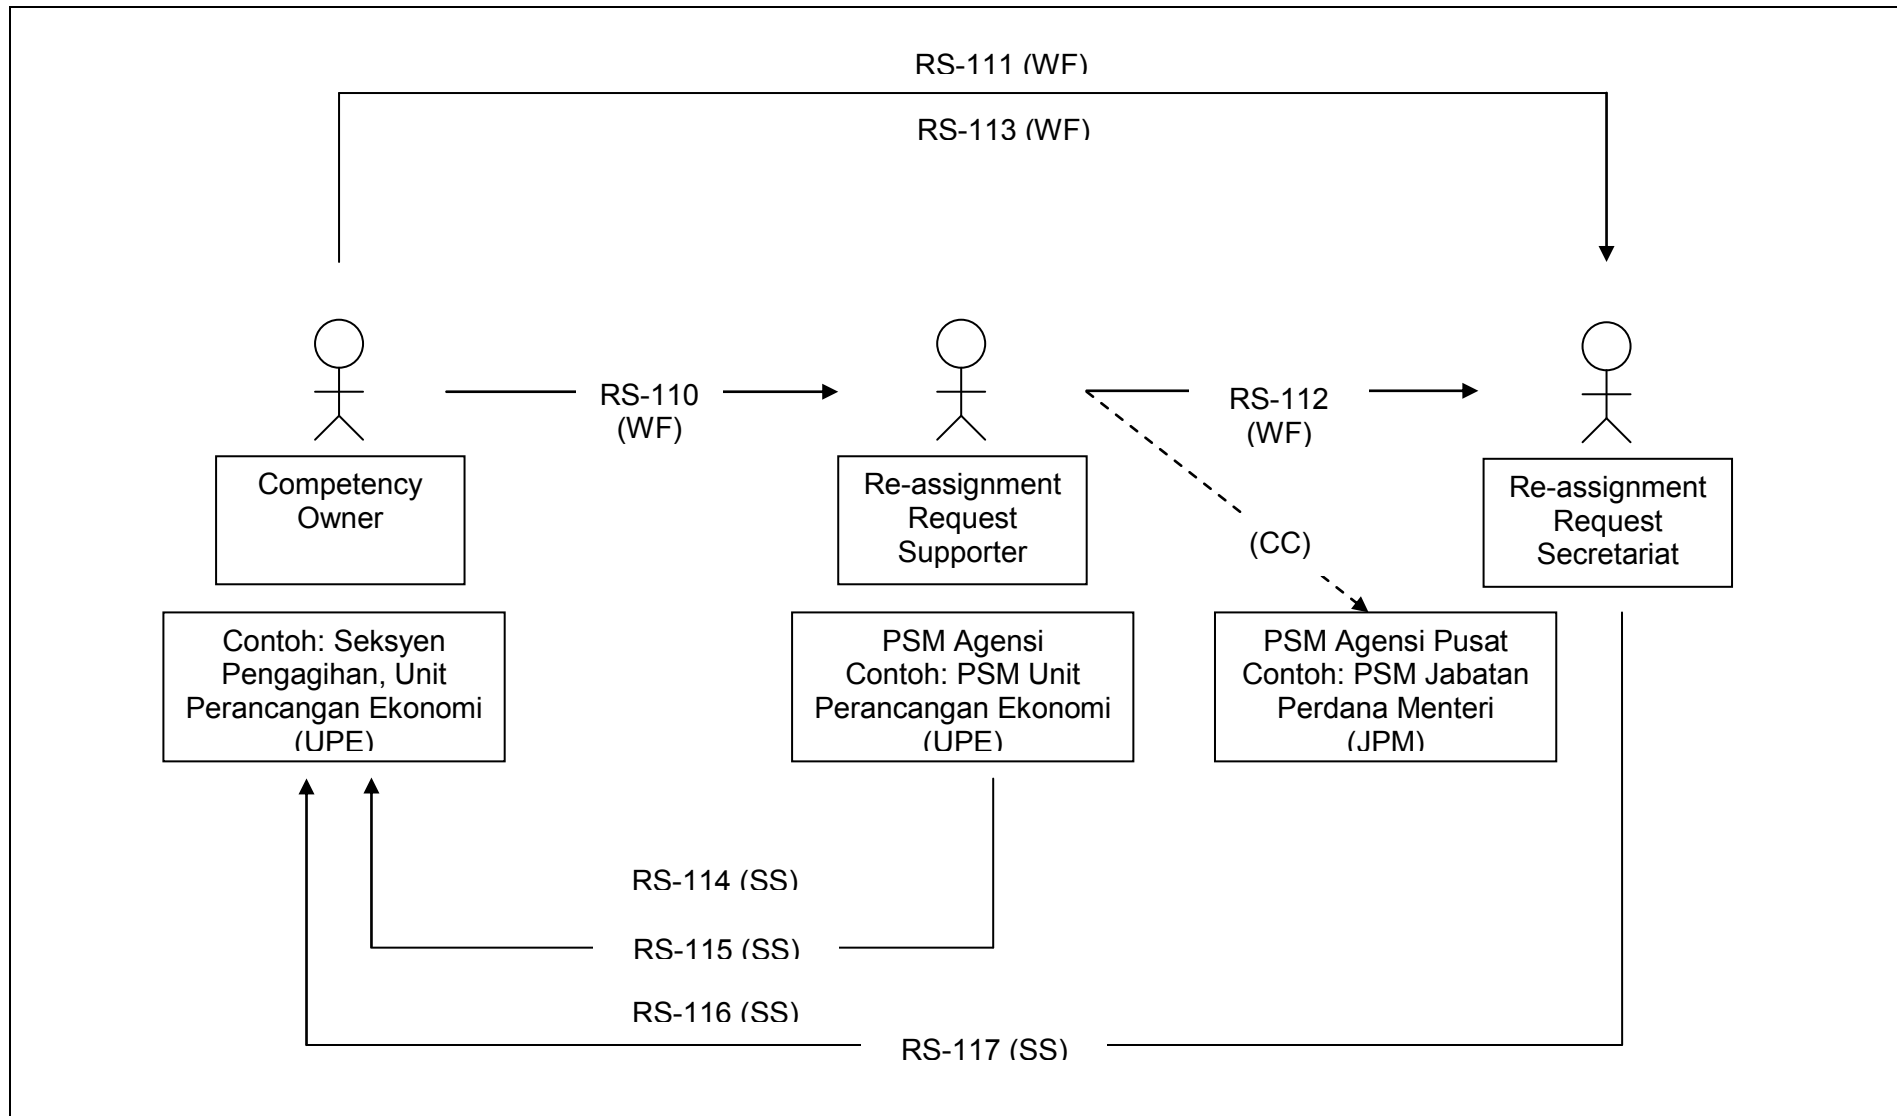 RS-111 (WF)
RS-113 (WF)
RS-110
(WF)
RS-112
(WF)
Competency
Owner
Re-assignment
Request
Supporter
Re-assignment
Request
Secretariat
(CC)
Contoh: Seksyen
Pengagihan, Unit
Perancangan Ekonomi
(UPE)
PSM Agensi
Contoh: PSM Unit
Perancangan Ekonomi
(UPE)
PSM Agensi Pusat
Contoh: PSM Jabatan
Perdana Menteri
(JPM)
RS-114 (SS)
RS-115 (SS)
RS-116 (SS)
RS-117 (SS)